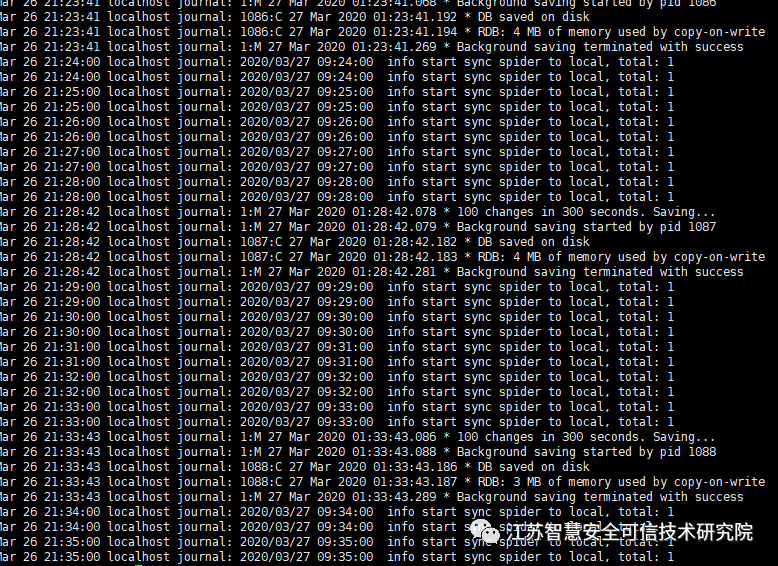 ar 26 21:23:41 localhost journal: 1:M 27 Mar 2020 01:23:41.068 * Background saving started by pid 1086
ar 26 21:23:41 localhost journal: 1086:C 27 Mar 2020 01:23:41.192 * DB saved on disk
ar 26 21:23:41 localhost journal: 1086:C 27 Mar 2020 01:23:41.194 * RDB: 4 MB of memory used by copy-on-write
ar 26 21:23:41 localhost journal: 1:M 27 Mar 2020 01:23:41.269 * Background saving terminated with success
ar 26 21:24:00 localhost journal: 2020/03/27 09:24:00  info start sync spider to local, total: 1
ar 26 21:24:00 localhost journal: 2020/03/27 09:24:00  info start sync spider to local, total: 1
ar 26 21:25:00 localhost journal: 2020/03/27 09:25:00  info start sync spider to local, total: 1
ar 26 21:25:00 localhost journal: 2020/03/27 09:25:00  info start sync spider to local, total: 1
ar 26 21:26:00 localhost journal: 2020/03/27 09:26:00  info start sync spider to local, total: 1
ar 26 21:26:00 localhost journal: 2020/03/27 09:26:00  info start sync spider to local, total: 1
ar 26 21:27:00 localhost journal: 2020/03/27 09:27:00  info start sync spider to local, total: 1
ar 26 21:27:00 localhost journal: 2020/03/27 09:27:00  info start sync spider to local, total: 1
ar 26 21:28:00 localhost journal: 2020/03/27 09:28:00  info start sync spider to local, total: 1
ar 26 21:28:00 localhost journal: 2020/03/27 09:28:00  info start sync spider to local, total: 1
ar 26 21:28:42 localhost journal: 1:M 27 Mar 2020 01:28:42.078 * 100 changes in 300 seconds. Saving...
ar 26 21:28:42 localhost journal: 1:M 27 Mar 2020 01:28:42.079 * Background saving started by pid 1087
ar 26 21:28:42 localhost journal: 1087:C 27 Mar 2020 01:28:42.182 * DB saved on disk
ar 26 21:28:42 localhost journal: 1087:C 27 Mar 2020 01:28:42.183 * RDB: 4 MB of memory used by copy-on-write
ar 26 21:28:42 localhost journal: 1:M 27 Mar 2020 01:28:42.281 * Background saving terminated with success
ar 26 21:29:00 localhost journal: 2020/03/27 09:29:00  info start sync spider to local, total: 1
ar 26 21:29:00 localhost journal: 2020/03/27 09:29:00  info start sync spider to local, total: 1
ar 26 21:30:00 localhost journal: 2020/03/27 09:30:00  info start sync spider to local, total: 1
ar 26 21:30:00 localhost journal: 2020/03/27 09:30:00  info start sync spider to local, total: 1
ar 26 21:31:00 localhost journal: 2020/03/27 09:31:00  info start sync spider to local, total: 1
ar 26 21:31:00 localhost journal: 2020/03/27 09:31:00  info start sync spider to local, total: 1
ar 26 21:32:00 localhost journal: 2020/03/27 09:32:00  info start sync spider to local, total: 1
ar 26 21:32:00 localhost journal: 2020/03/27 09:32:00  info start sync spider to local, total: 1
ar 26 21:33:00 localhost journal: 2020/03/27 09:33:00  info start sync spider to local, total: 1
ar 26 21:33:00 localhost journal: 2020/03/27 09:33:00  info start sync spider to local, total: 1
ar 26 21:33:43 localhost journal: 1:M 27 Mar 2020 01:33:43.086 * 100 changes in 300 seconds. Saving...
ar 26 21:33:43 localhost journal: 1:M 27 Mar 2020 01:33:43.088 * Background saving started by pid 1088
ar 26 21:33:43 localhost journal: 1088:C 27 Mar 2020 01:33:43.186 * DB saved on disk
ar 26 21:33:43 localhost journal: 1088:C 27 Mar 2020 01:33:43.187 * RDB: 3 MB of memory used by copy-on-write
ar 26 21:33:43 localhost journal: 1:M 27 Mar 2020 01:33:43.289 * Background saving terminated with success
ar 26 21:34:00 localhost journal: 2020/03/27 09:34:00  info start sync spider to local, total: 1
ar 26 21:34:00 localhost journal: 2020/03/27 09:34:00  info start sync spider to local, total: 1
江苏智慧安全可信技术研究院
ar 26 21:35:00 localhost journal: 2020/03/27 09:35:00  info start sync spider to local, total: 1
ar 26 21:35:00 localhost journal: 2020/03/27 09:35:00  info start sync spider to local, total: 1